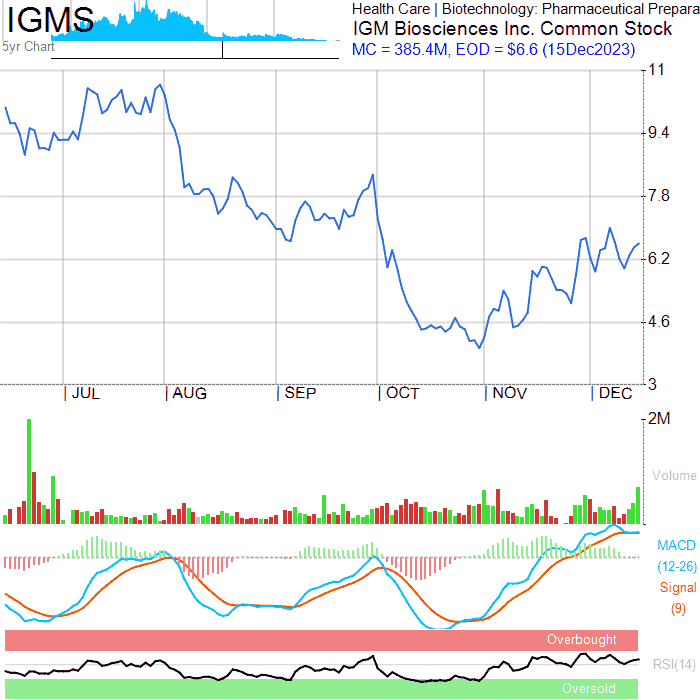 IGMS
5yr Chart
Health Care | Biotechnology: Pharmaceutical Prepara
IGM Biosciences Inc. Common Stock
MC = 385.4M, EOD = $6.6 (15Dec2023)
11
9.4
7.8
6.2
4.6
3
JUL
AUG
SEP
OCT
NOV
DEC
2M
Volume
MACD
(12-26)
Signal
(9)
Overbought
RSI(14)
Oversold